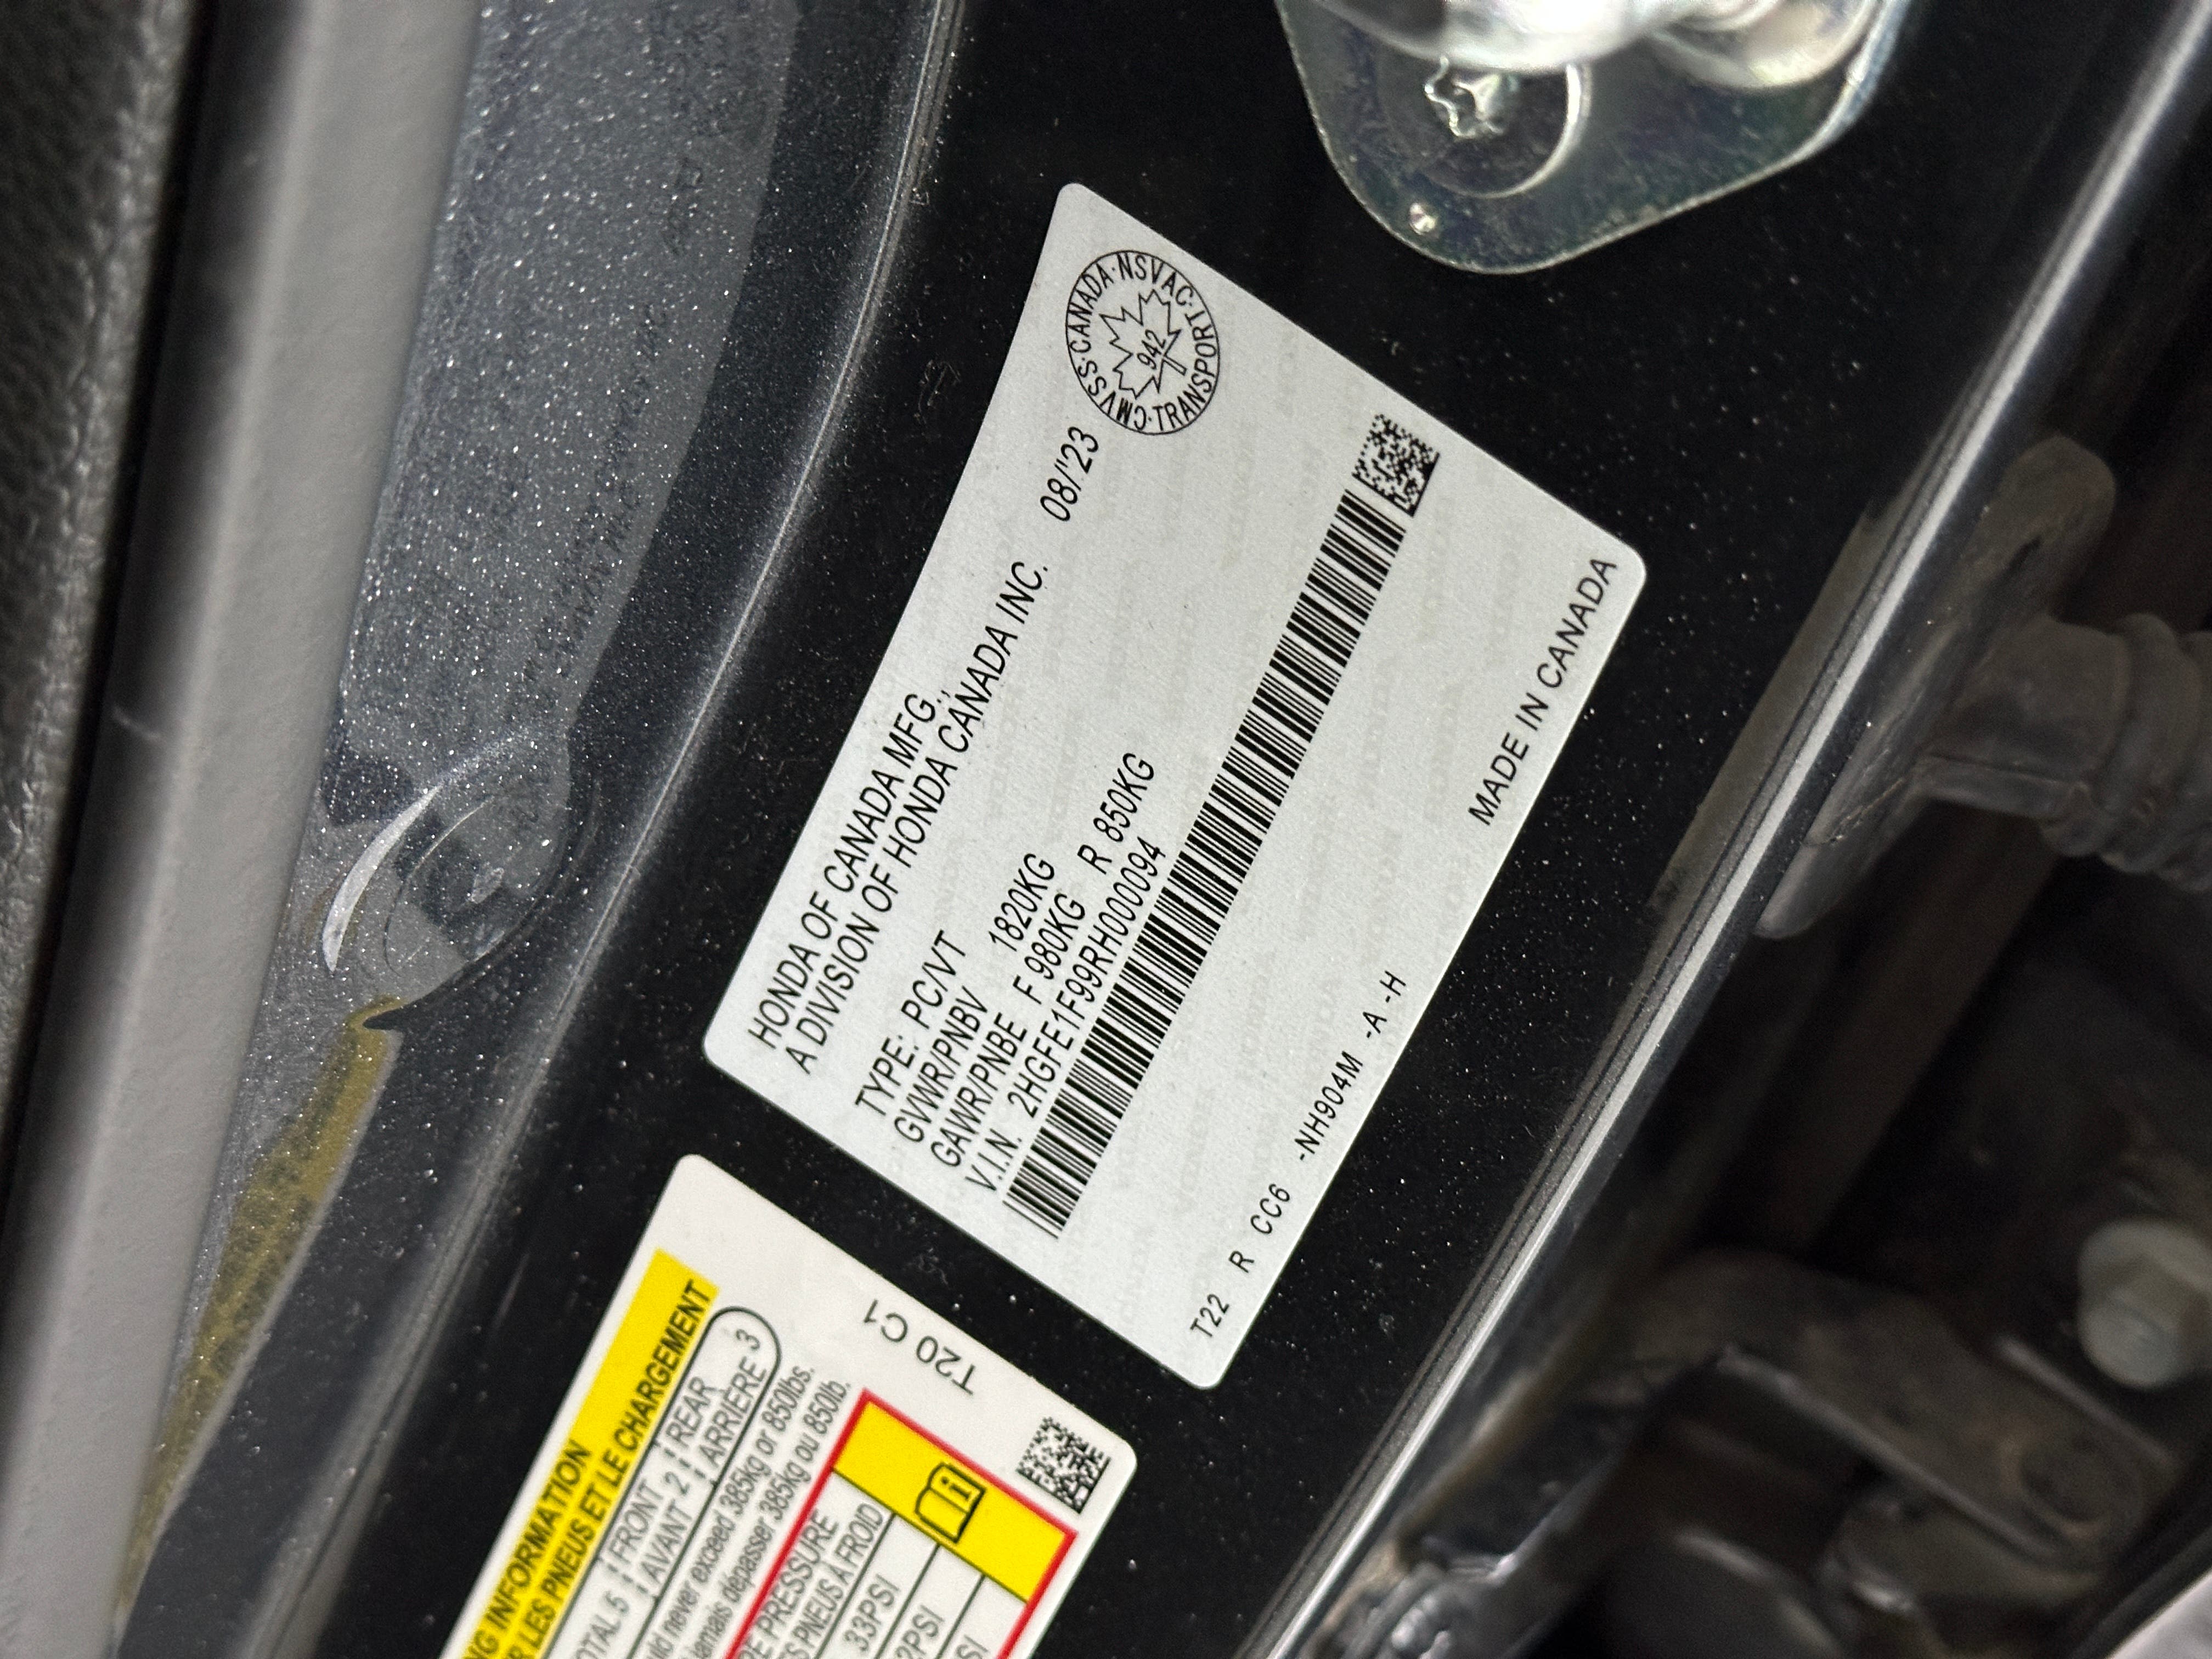 HONDA OF CANADA MFG.,
A DIVISION OF HONDA CANADA INC. 08/'23
CMVSS·CANADA·NSVAC·TRANSPORT·
942
TYPE: PC/VT
GVWR/PNBV 1820KG
GAWR/PNBE F 980KG R 850KG
V.I.N. 2HGFE1F99RH000094
MADE IN CANADA
T22 R CC6 -NH904M -A -H
T20 C1
INFORMATION
LES PNEUS ET LE CHARGEMENT
5 FRONT REAR
AVANT 2 ARRIÈRE 3
never exceed 385kg or 850lbs.
jamais dépasser 385kg ou 850lb.
PRESSURE
PNEUS À FROID
33PSI